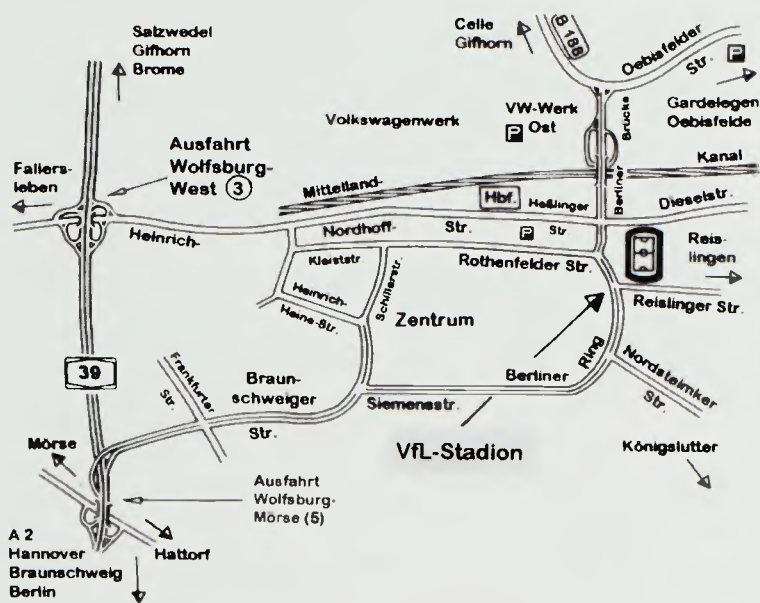 Salzwedel
Gifhorn
Brome
Celle
Gifhorn
B 188
Oebisfelder
Str.
P
Gardelegen
Oebisfelde
Volkswagenwerk
VW-Werk
P Ost
Brücke
Berliner
Ausfahrt
Wolfsburg-
West 3
Fallers-
leben
Mittelland-
Kanal
Hbf.
Heßlinger
Str
Dieselstr.
Heinrich-
Nordhoff-
Str.
P
Rothenfelder Str.
Reis-
lingen
Kleiststr
Schillerstr.
Heinrich-
Heine-Str.
Zentrum
Reislinger Str.
39
Frankfurter
Str.
Braun-
schweiger
Str.
Siemensstr.
Berliner
Ring
Nordsteimker
Str.
VfL-Stadion
Königslutter
Mörse
Ausfahrt
Wolfsburg-
Mörse (5)
Hattorf
A 2
Hannover
Braunschweig
Berlin